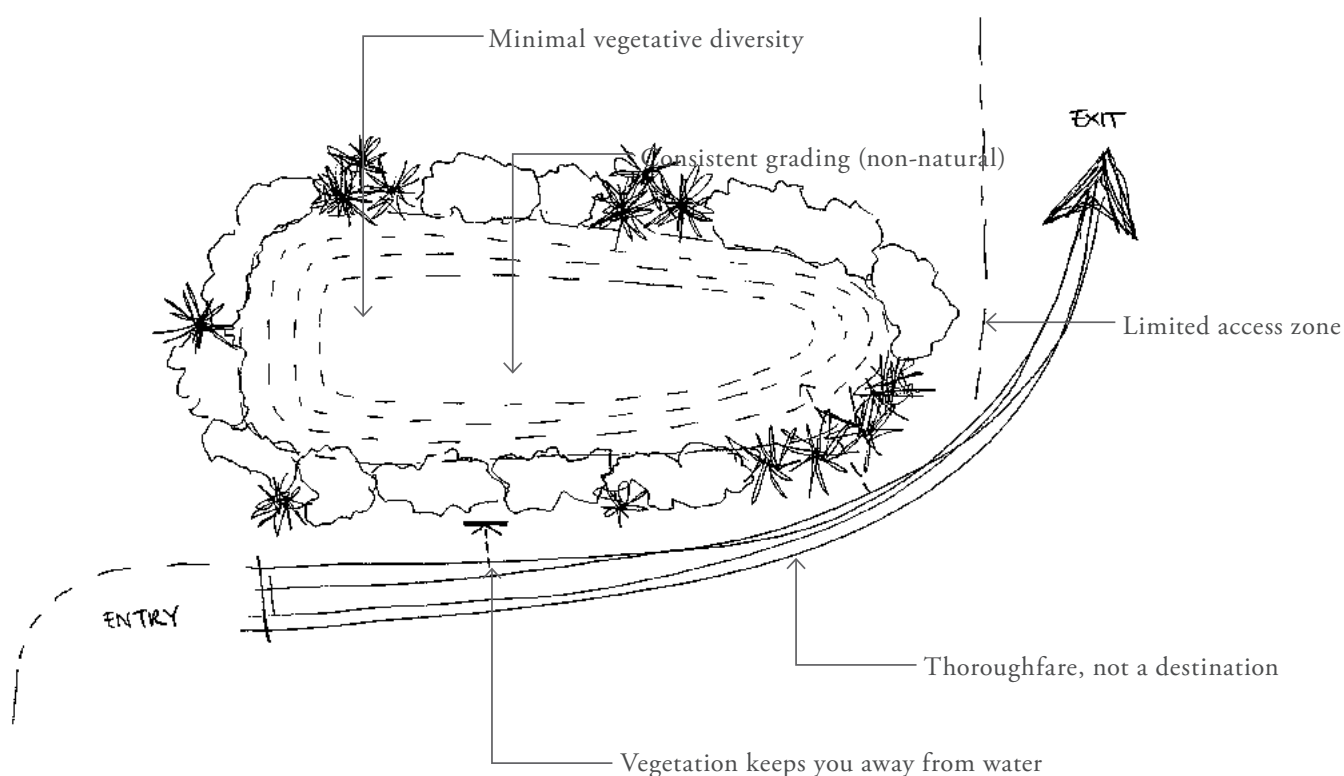 Minimal vegetative diversity
EXIT
Consistent grading (non-natural)
Limited access zone
ENTRY
Thoroughfare, not a destination
Vegetation keeps you away from water